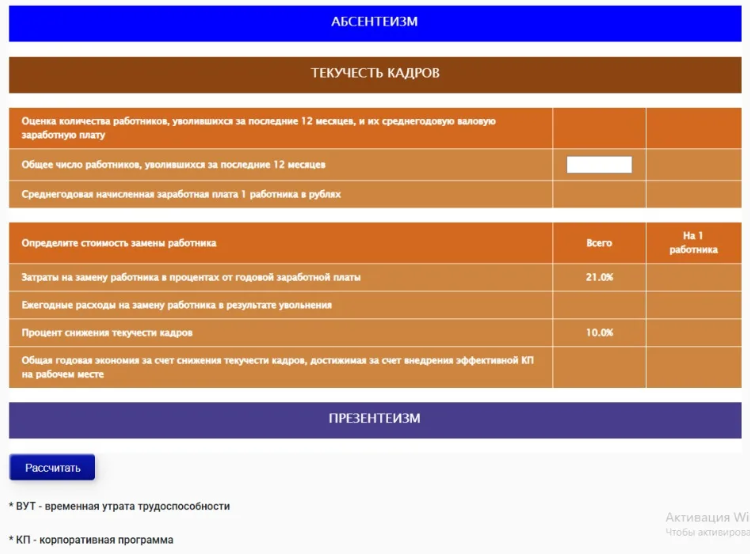 АБСЕНТЕИЗМ
ТЕКУЧЕСТЬ КАДРОВ
Оценка количества работников, уволившихся за последние 12 месяцев, и их среднегодовую валовую
заработную плату
Общее число работников, уволившихся за последние 12 месяцев
Среднегодовая начисленная заработная плата 1 работника в рублях
Определите стоимость замены работника Всего На 1
работника
Затраты на замену работника в процентах от годовой заработной платы 21.0%
Ежегодные расходы на замену работника в результате увольнения
Процент снижения текучести кадров 10.0%
Общая годовая экономия за счет снижения текучести кадров, достижимая за счет внедрения эффективной КП
на рабочем месте
ПРЕЗЕНТЕИЗМ
Рассчитать
* ВУТ - временная утрата трудоспособности
* КП - корпоративная программа
Активация Wi
Чтобы активирова